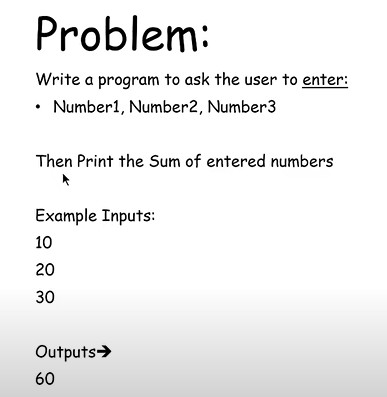 Problem:
Write a program to ask the user to enter:
• Number1, Number2, Number3
Then Print the Sum of entered numbers
Example Inputs:
10
20
30
Outputs➔
60